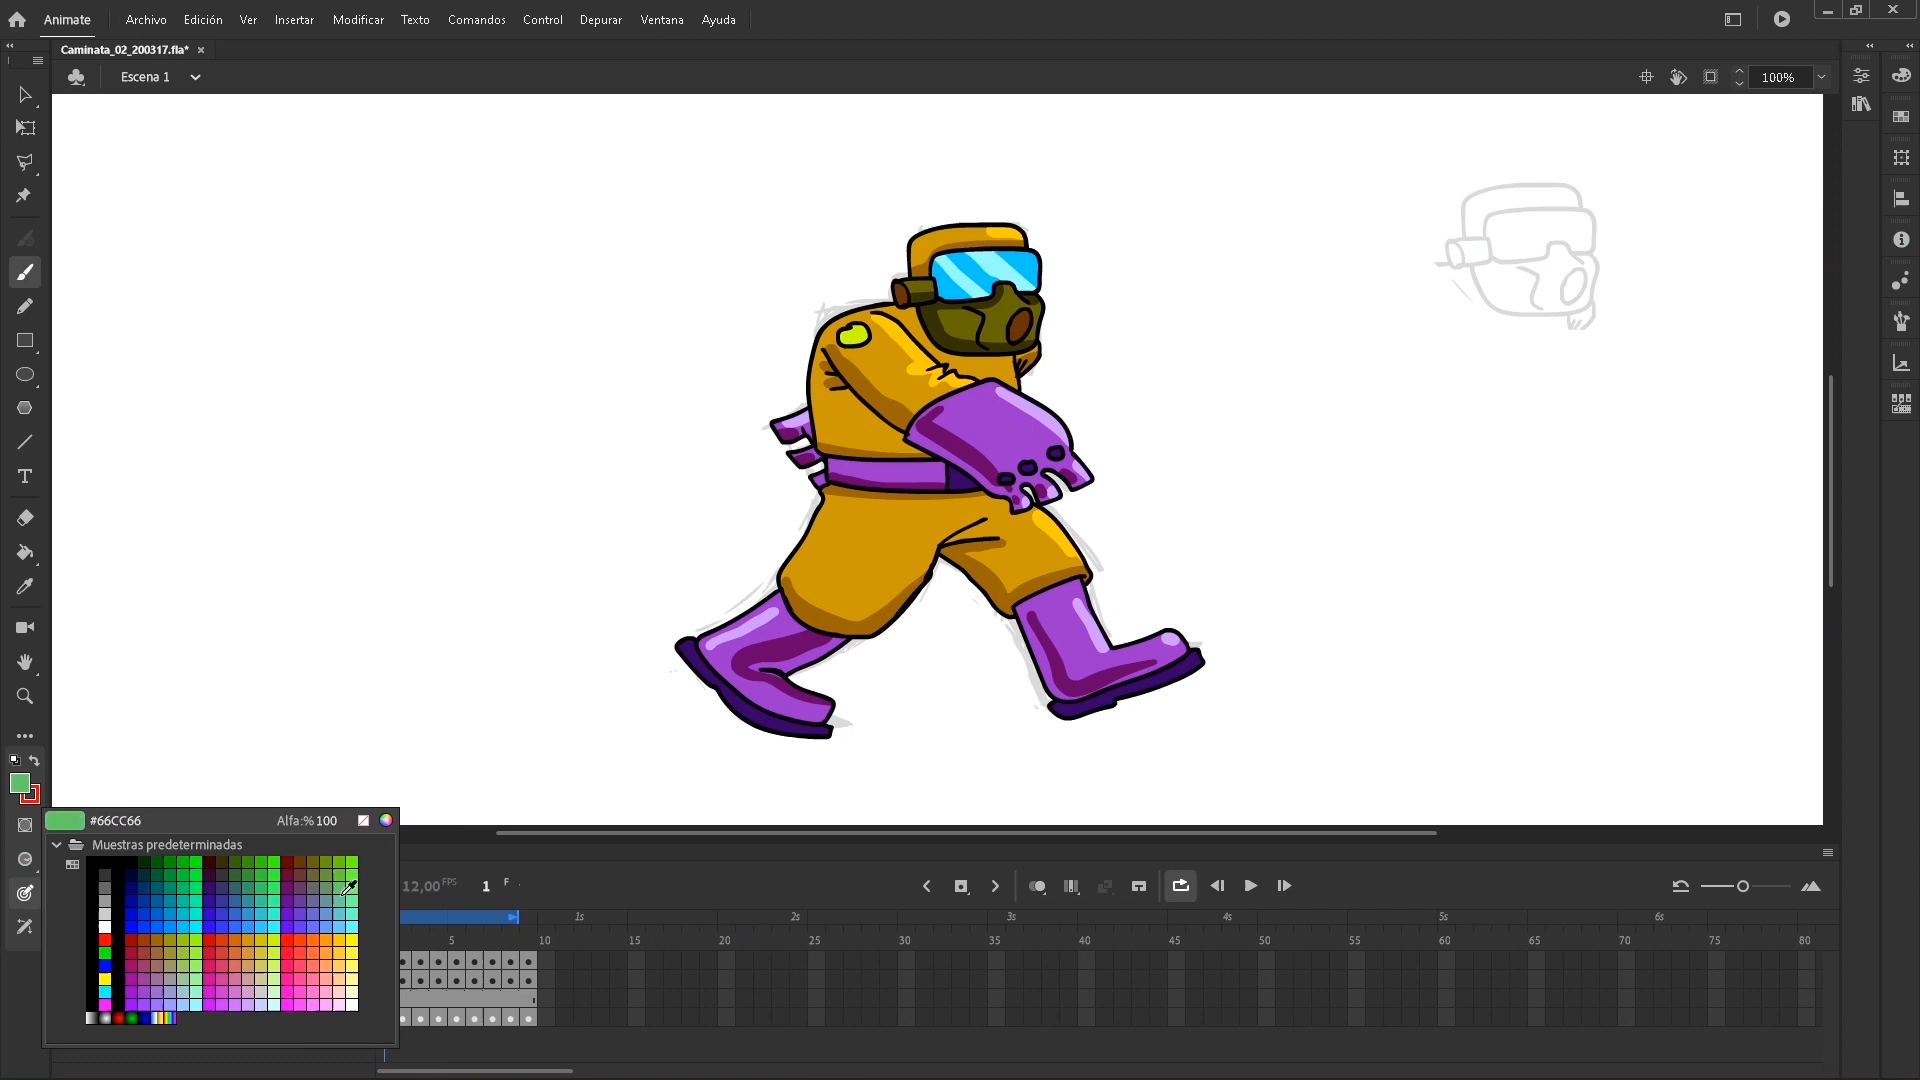 Animate Archivo Edición Ver Insertar Modificar Texto Comandos Control Depurar Ventana Ayuda
Caminata_02_200317.fla*
Escena 1
100%
#66CC66 Alfa:% 100
Muestras predeterminadas
12,00 FPS 1 F
1s 2s 3s 4s 5s 6s
5 10 15 20 25 30 35 40 45 50 55 60 65 70 75 80